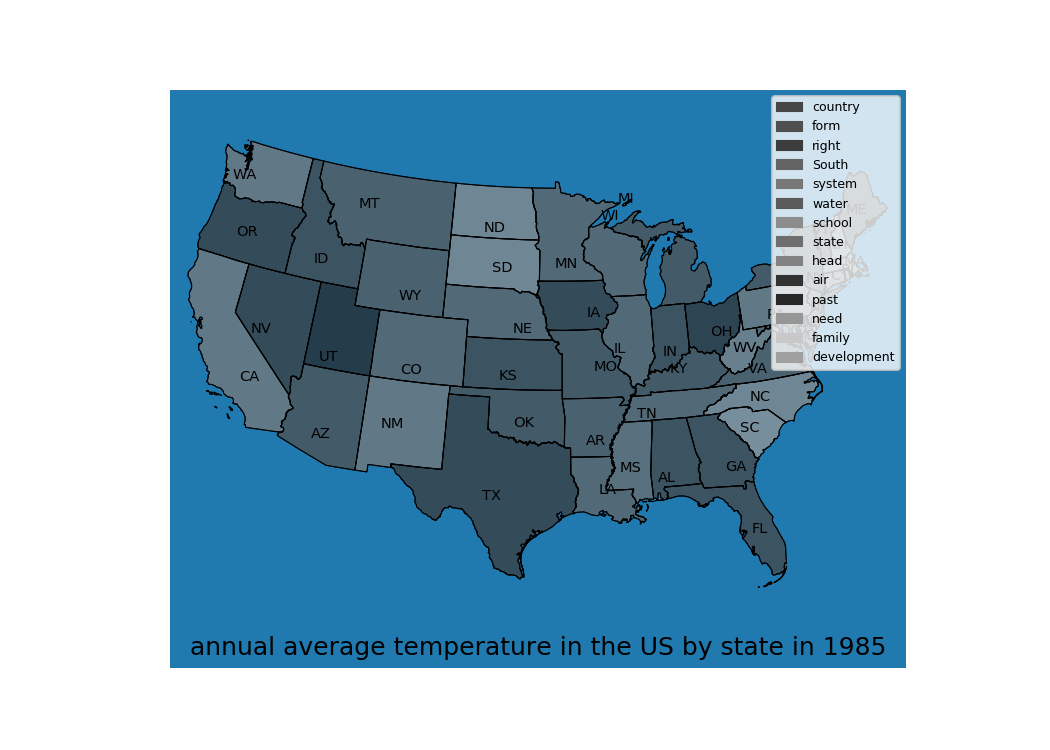 country
form
right
South
system
water
school
state
head
air
past
need
family
development
WA
MT
ND
MN
WI
MI
ME
OR
ID
SD
WY
NE
IA
NV
UT
CO
KS
MO
IL
IN
OH
WV
KY
VA
CA
AZ
NM
OK
AR
TN
NC
SC
TX
LA
MS
AL
GA
FL
annual average temperature in the US by state in 1985